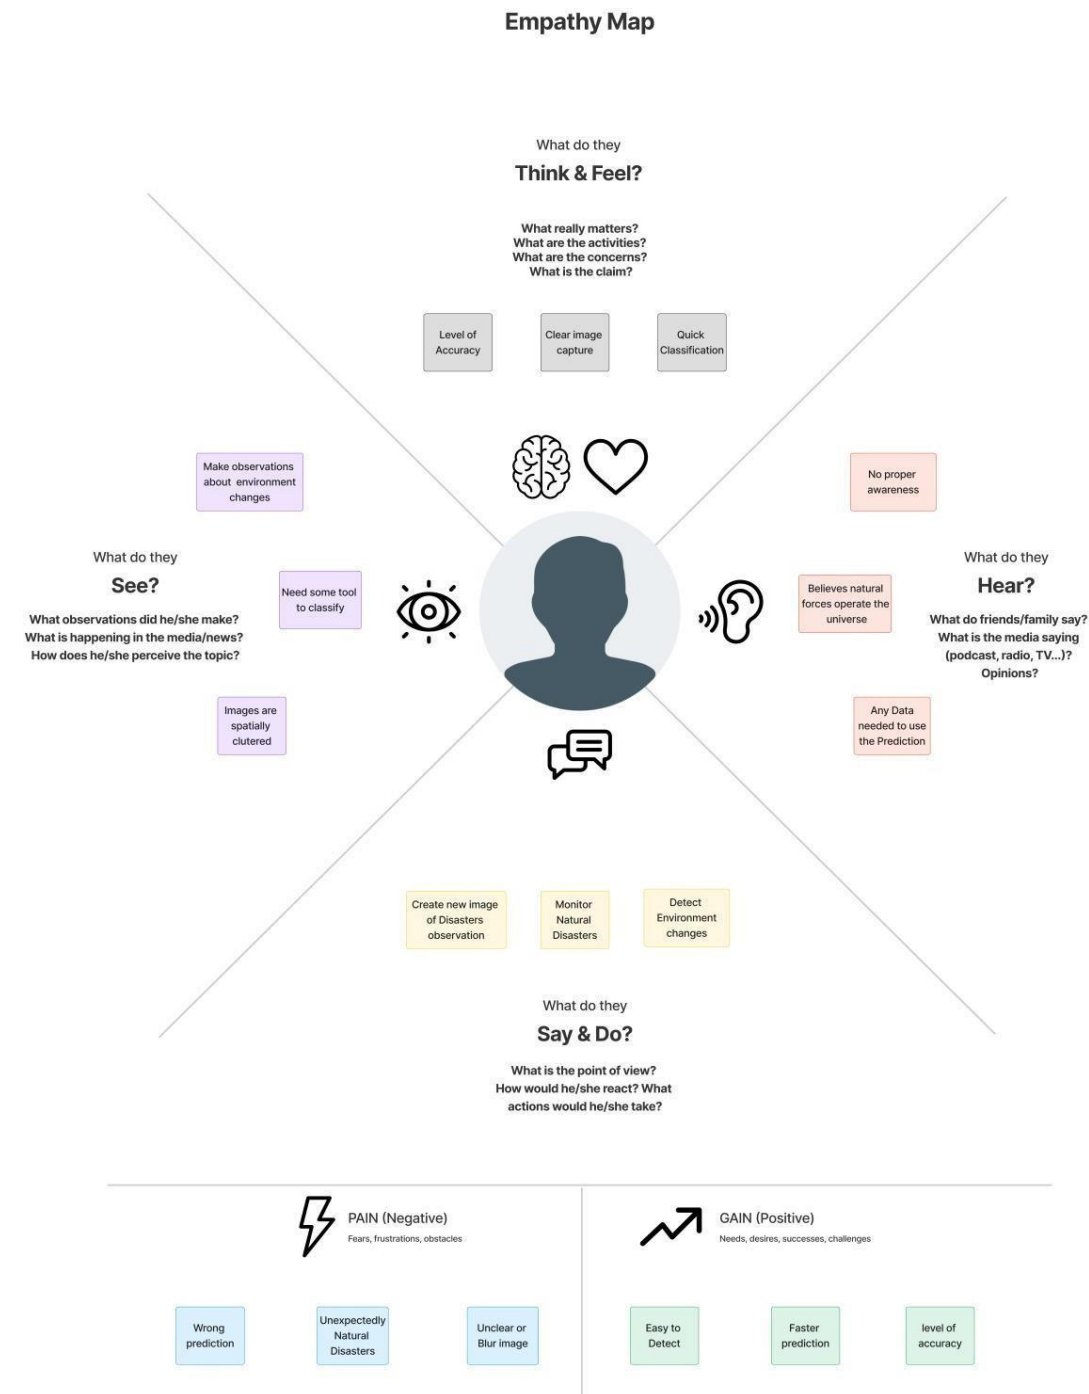 Empathy Map
What do they
Think & Feel?
What really matters?
What are the activities?
What are the concerns?
What is the claim?
Level of
Accuracy
Clear image
capture
Quick
Classification
Make observations
about environment
changes
What do they
See?
What observations did he/she make?
What is happening in the media/news?
How does he/she perceive the topic?
Need some tool
to classify
Images are
spatially
clutered
No proper
awareness
Believes natural
forces operate the
universe
What do they
Hear?
What do friends/family say?
What is the media saying
(podcast, radio, TV...)?
Opinions?
Any Data
needed to use
the Prediction
Create new image
of Disasters
observation
Monitor
Natural
Disasters
Detect
Environment
changes
What do they
Say & Do?
What is the point of view?
How would he/she react? What
actions would he/she take?
PAIN (Negative)
Fears, frustrations, obstacles
GAIN (Positive)
Needs, desires, successes, challenges
Wrong
prediction
Unexpectedly
Natural
Disasters
Unclear or
Blur image
Easy to
Detect
Faster
prediction
level of
accuracy